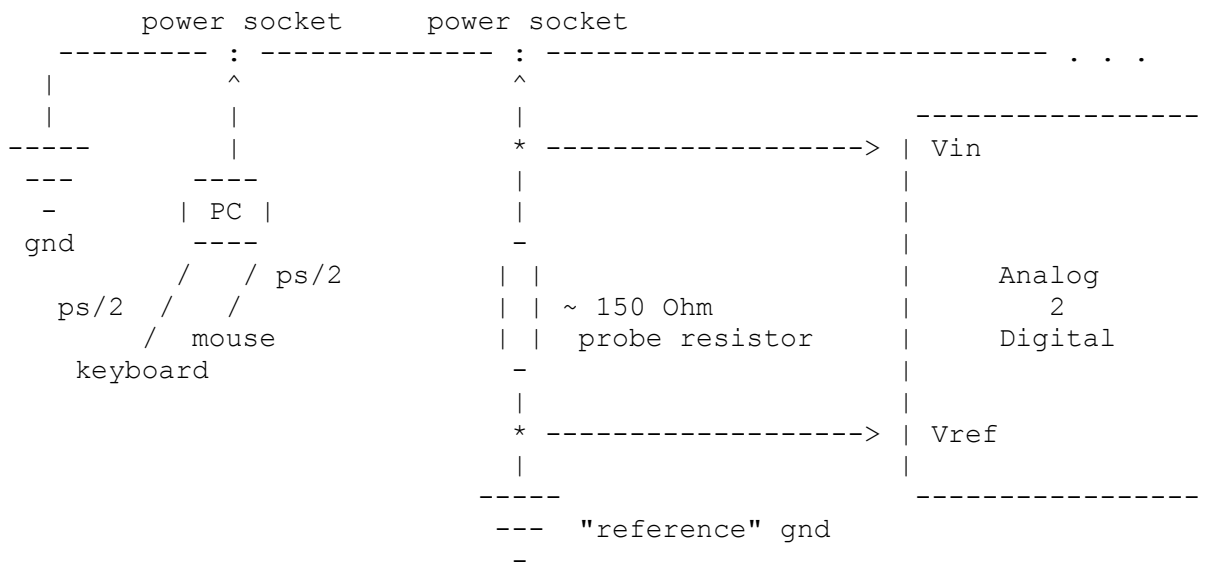 power socket power socket
--------- : -------------- : ------------------------------ . . .
| ^ ^
| | | -----------------
----- | * -------------------> | Vin
--- ---- | |
- | PC | | |
gnd ---- - |
/ / ps/2 | | | Analog
ps/2 / / | | ~ 150 Ohm | 2
/ mouse | | probe resistor | Digital
keyboard - |
| |
* -------------------> | Vref
| |
----- -----------------
--- "reference" gnd
-